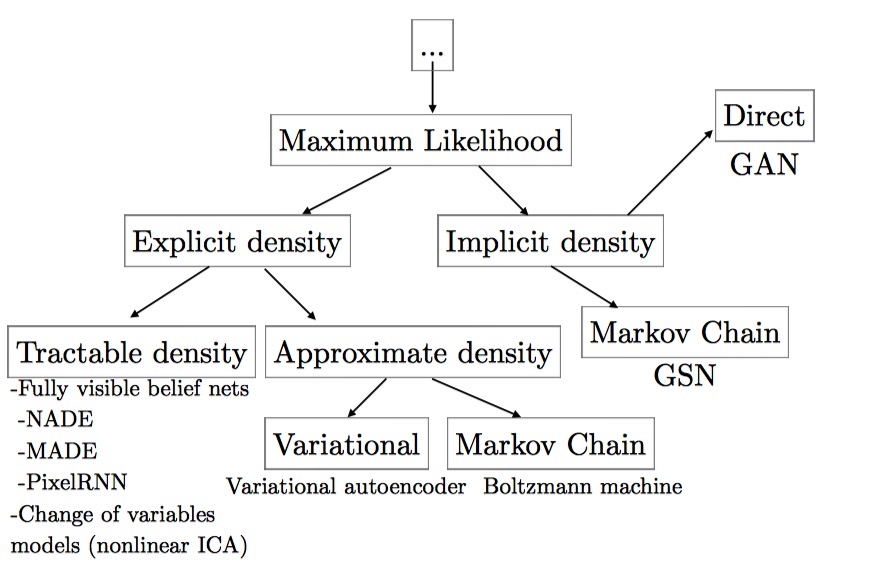 ...
Maximum Likelihood
Direct
GAN
Explicit density
Implicit density
Markov Chain
GSN
Tractable density
-Fully visible belief nets
-NADE
-MADE
-PixelRNN
-Change of variables
models (nonlinear ICA)
Approximate density
Variational
Variational autoencoder
Markov Chain
Boltzmann machine